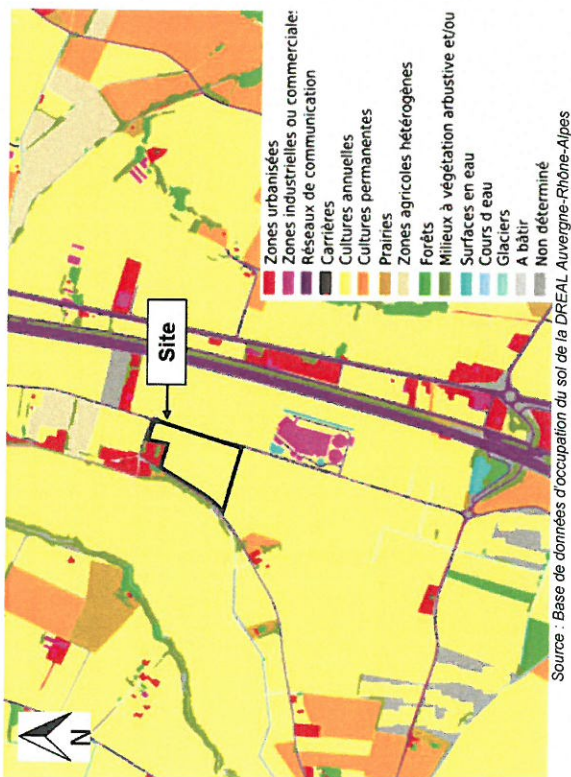 N
Site
Zones urbanisées
Zones industrielles ou commerciale:
Réseaux de communication
Carrières
Cultures annuelles
Cultures permanentes
Prairies
Zones agricoles hétérogènes
Forêts
Milieux à végétation arbustive et/ou
Surfaces en eau
Cours d eau
Glaciers
A bâtir
Non déterminé
Source : Base de données d'occupation du sol de la DREAL Auvergne-Rhône-Alpes